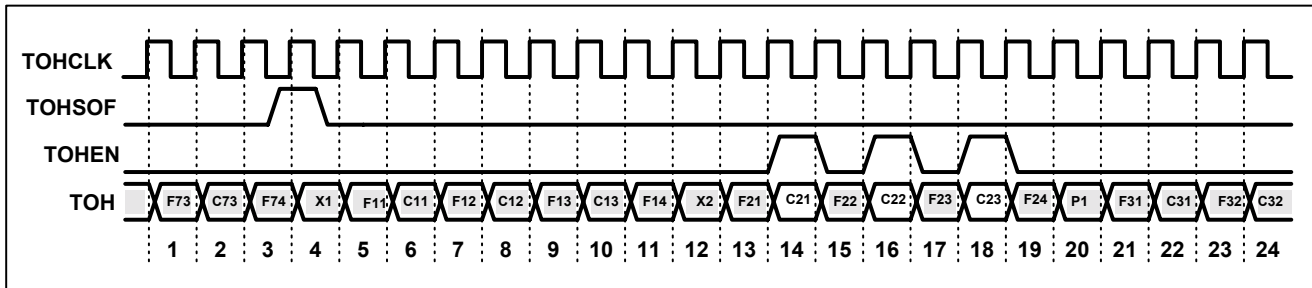 TOHCLK
TOHSOF
TOHEN
TOH F73 C73 F74 X1 F11 C11 F12 C12 F13 C13 F14 X2 F21 C21 F22 C22 F23 C23 F24 P1 F31 C31 F32 C32
1 2 3 4 5 6 7 8 9 10 11 12 13 14 15 16 17 18 19 20 21 22 23 24